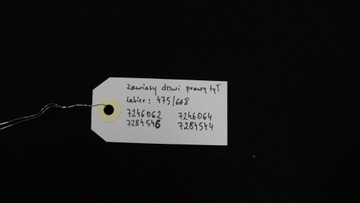 zawiasy drzwi prawy tył
lakier: 475/668
7246062 7246064
7284546 7284544